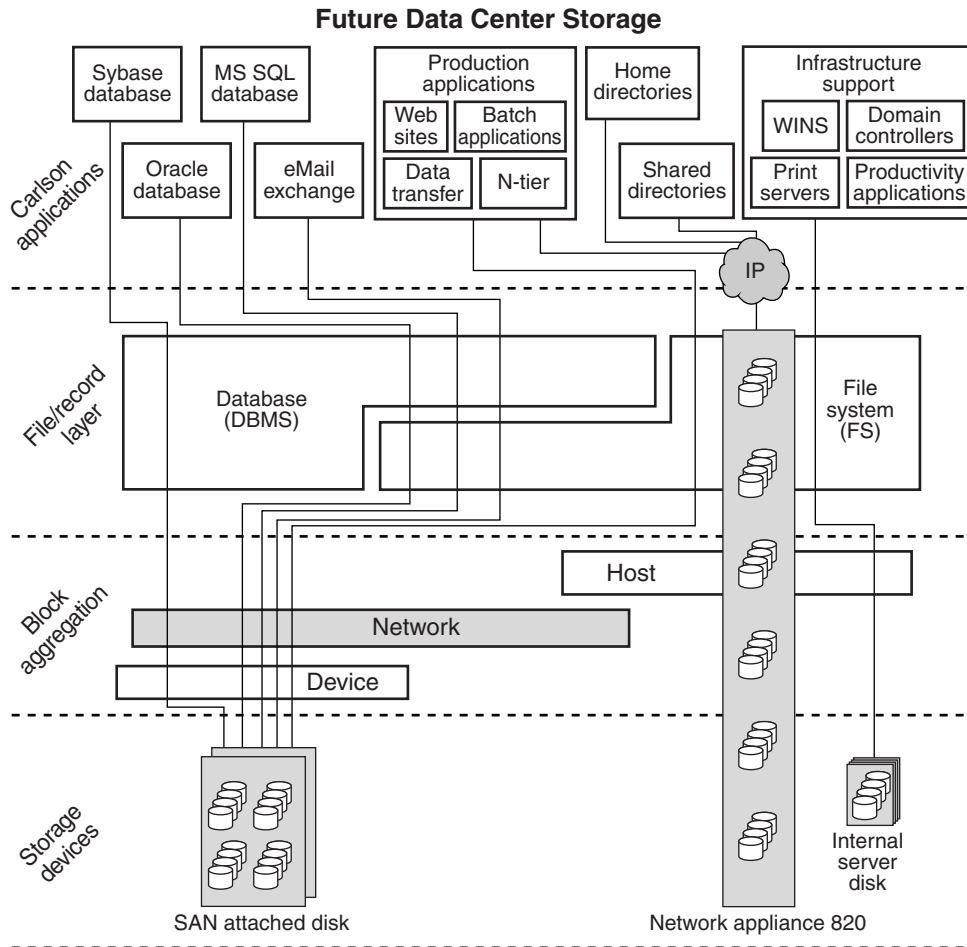 Future Data Center Storage
Carlson
applications
Sybase
database
MS SQL
database
Oracle
database
eMail
exchange
Production
applications
Web
sites
Batch
applications
Data
transfer
N-tier
Home
directories
Shared
directories
Infrastructure
support
WINS
Domain
controllers
Print
servers
Productivity
applications
IP
File/record
layer
Database
(DBMS)
File
system
(FS)
Block
aggregation
Host
Network
Device
Storage
devices
SAN attached disk
Network appliance 820
Internal
server
disk